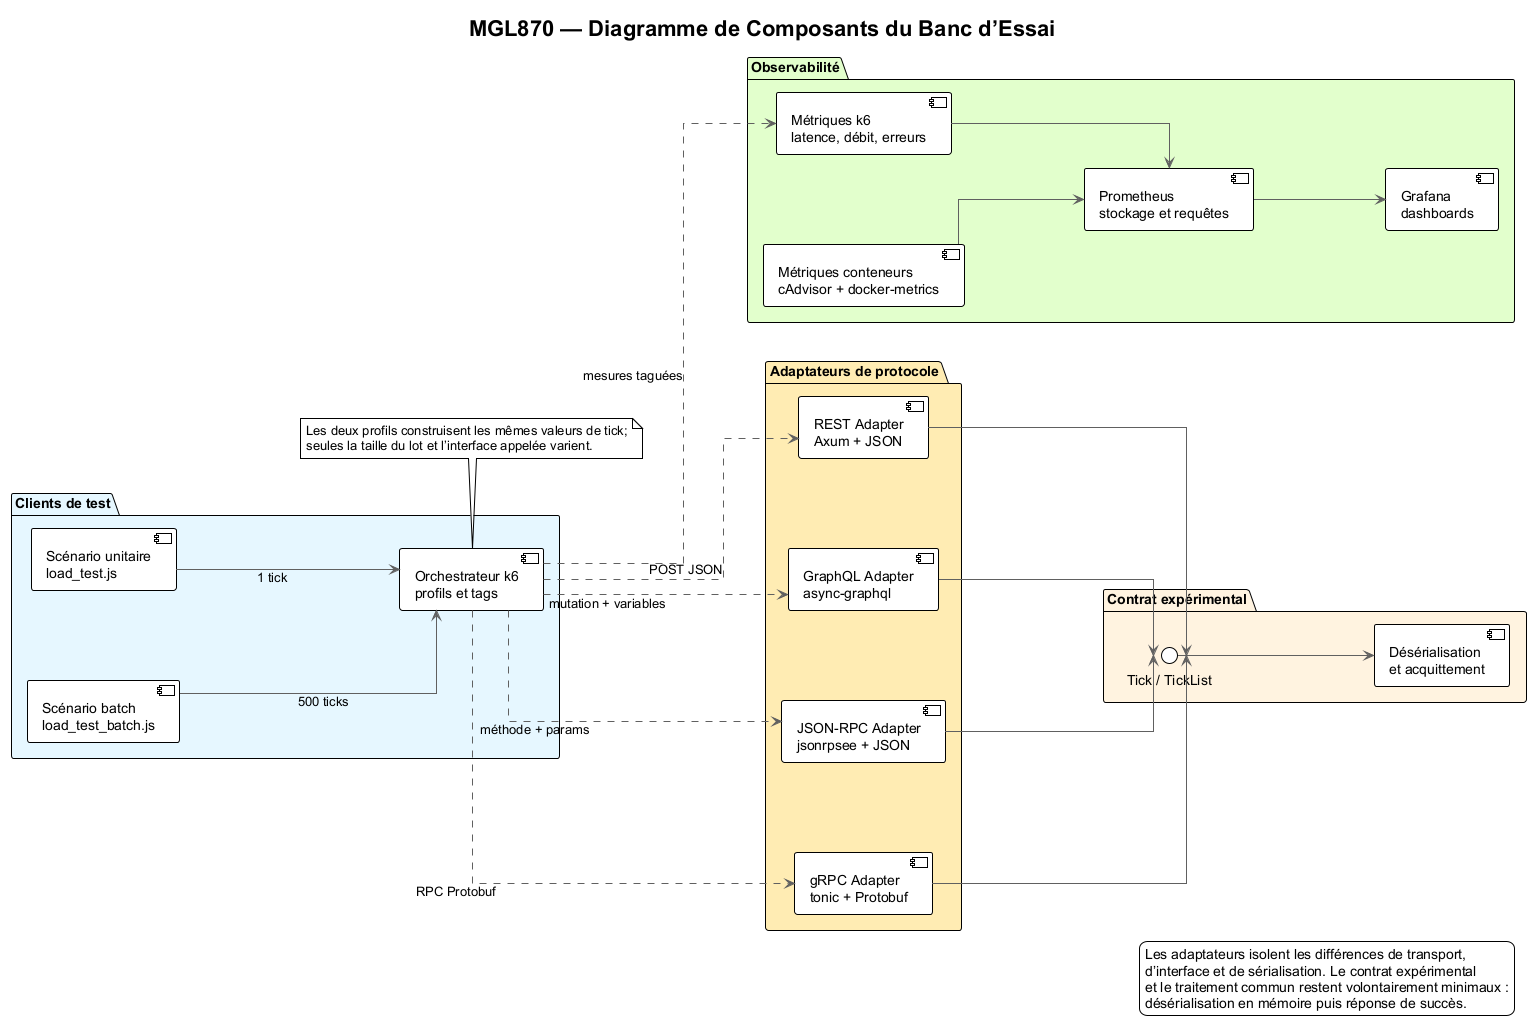 MGL870 — Diagramme de Composants du Banc d’Essai
Observabilité
Métriques k6
latence, débit, erreurs
Prometheus
stockage et requêtes
Grafana
dashboards
Métriques conteneurs
cAdvisor + docker-metrics
mesures taguées
Adaptateurs de protocole
REST Adapter
Axum + JSON
Les deux profils construisent les mêmes valeurs de tick;
seules la taille du lot et l’interface appelée varient.
Clients de test
Scénario unitaire
load_test.js
1 tick
Orchestrateur k6
profils et tags
POST JSON
mutation + variables
GraphQL Adapter
async-graphql
Contrat expérimental
Tick / TickList
Désérialisation
et acquittement
Scénario batch
load_test_batch.js
500 ticks
méthode + params
JSON-RPC Adapter
jsonrpsee + JSON
RPC Protobuf
gRPC Adapter
tonic + Protobuf
Les adaptateurs isolent les différences de transport,
d’interface et de sérialisation. Le contrat expérimental
et le traitement commun restent volontairement minimaux :
désérialisation en mémoire puis réponse de succès.